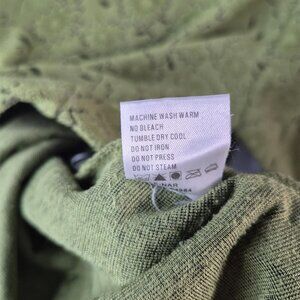 MACHINE WASH WARM
NO BLEACH
TUMBLE DRY COOL
DO NOT IRON
DO NOT PRESS
DO NOT STEAM